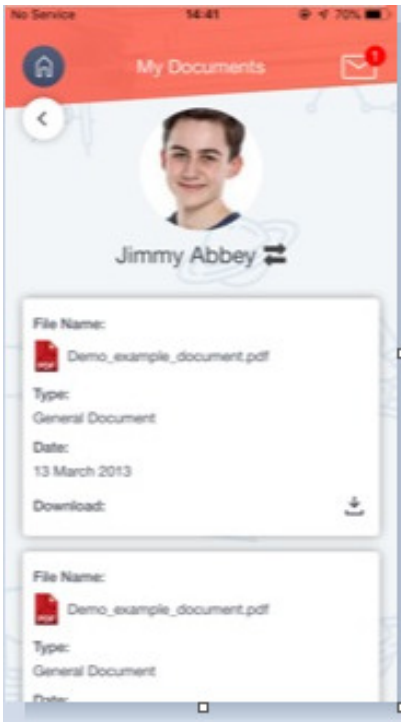 No Service 14:41 70%
My Documents 1
Jimmy Abbey
File Name:
PDF Demo_example_document.pdf
Type:
General Document
Date:
13 March 2013
Download:
File Name:
PDF Demo_example_document.pdf
Type:
General Document
Date: